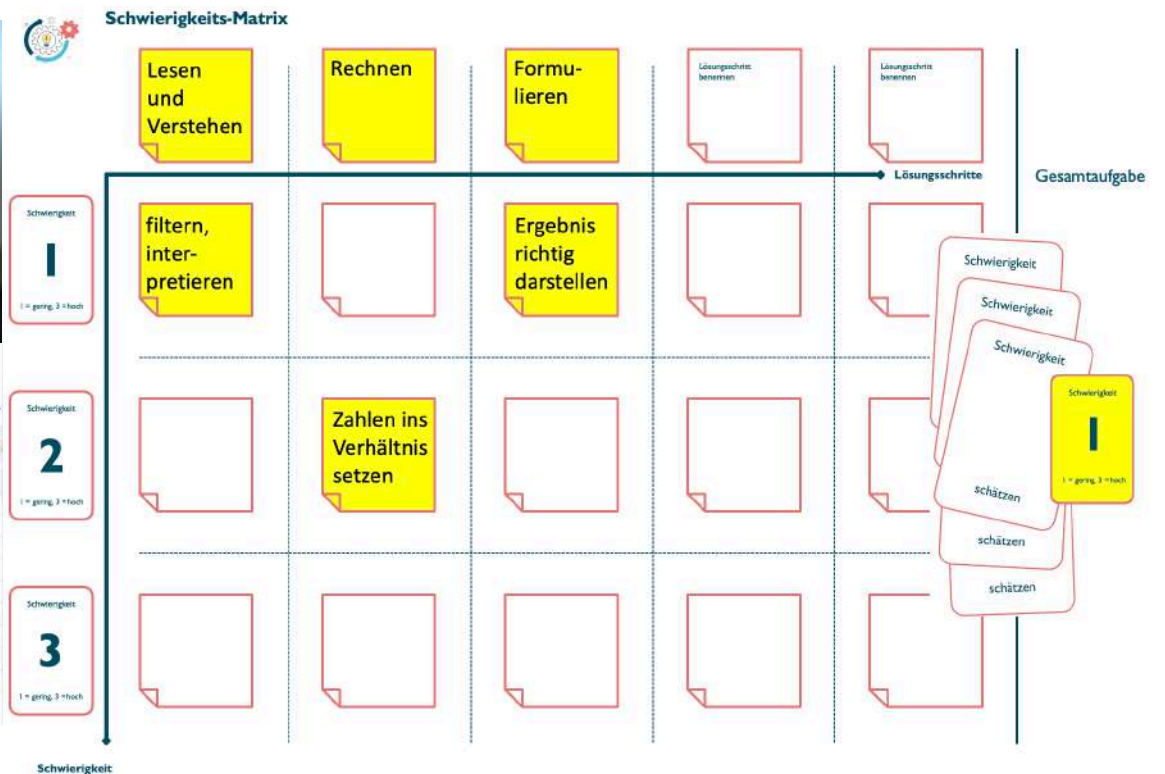 Schwierigkeits-Matrix
Lesen
und
Verstehen
Rechnen
Formu-
lieren
Lösungsschritt
benennen
Lösungsschritt
benennen
Lösungsschritte
Gesamtaufgabe
Schwierigkeit
1
1 = gering, 3 =hoch
filtern,
inter-
pretieren
Ergebnis
richtig
darstellen
Schwierigkeit
Schwierigkeit
Schwierigkeit
schätzen
schätzen
schätzen
Schwierigkeit
1
1 = gering, 3 =hoch
Schwierigkeit
2
1 = gering, 3 =hoch
Zahlen ins
Verhältnis
setzen
Schwierigkeit
3
1 = gering, 3 =hoch
Schwierigkeit